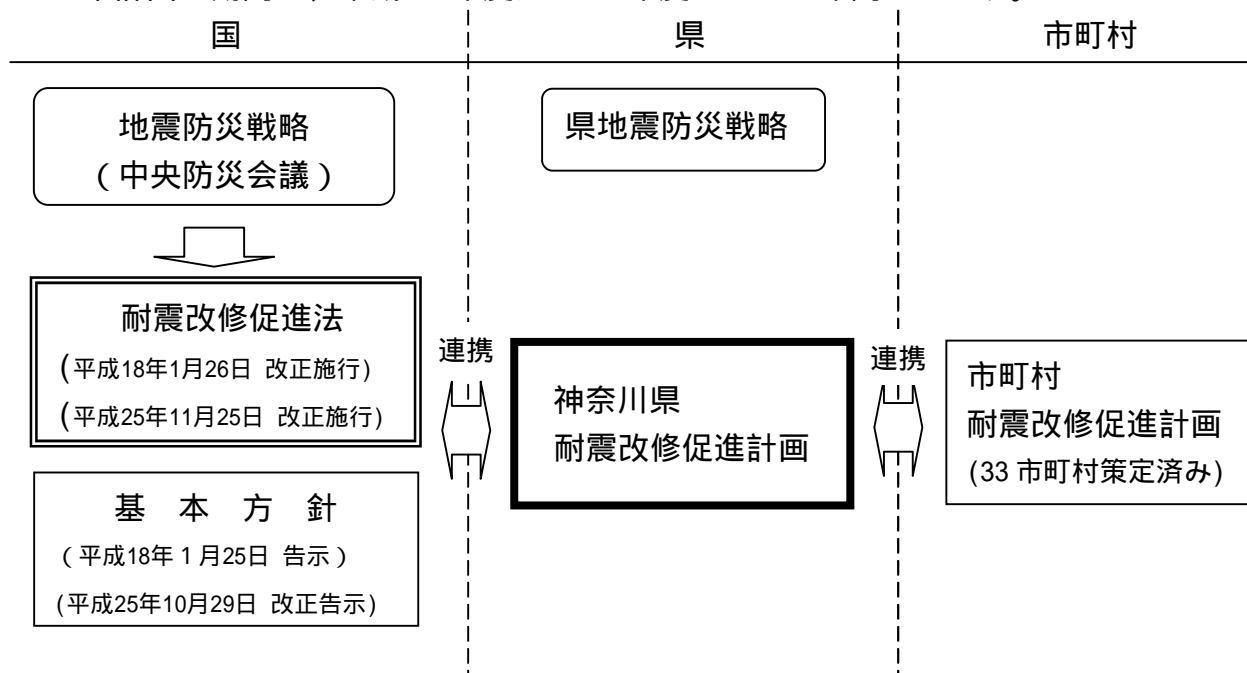 国
県
市町村
地震防災戦略
（中央防災会議）
県地震防災戦略
耐震改修促進法
(平成18年1月26日 改正施行)
(平成25年11月25日 改正施行)
連携
神奈川県
耐震改修促進計画
連携
市町村
耐震改修促進計画
(33 市町村策定済み)
基 本 方 針
（平成18年１月25日 告示）
(平成25年10月29日 改正告示)